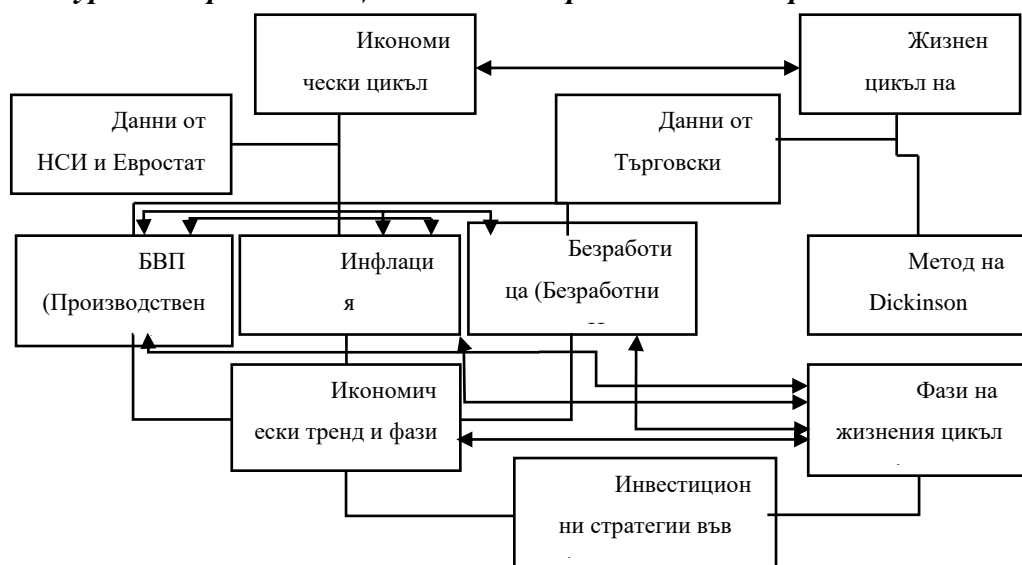 Икономи
чески цикъл
Жизнен
цикъл на
Данни от
НСИ и Евростат
Данни от
Търговски
БВП
(Производствен
Инфлаци
я
Безработи
ца (Безработни
Метод на
Dickinson
Икономич
ески тренд и фази
Фази на
жизнения цикъл
Инвестицион
ни стратегии във